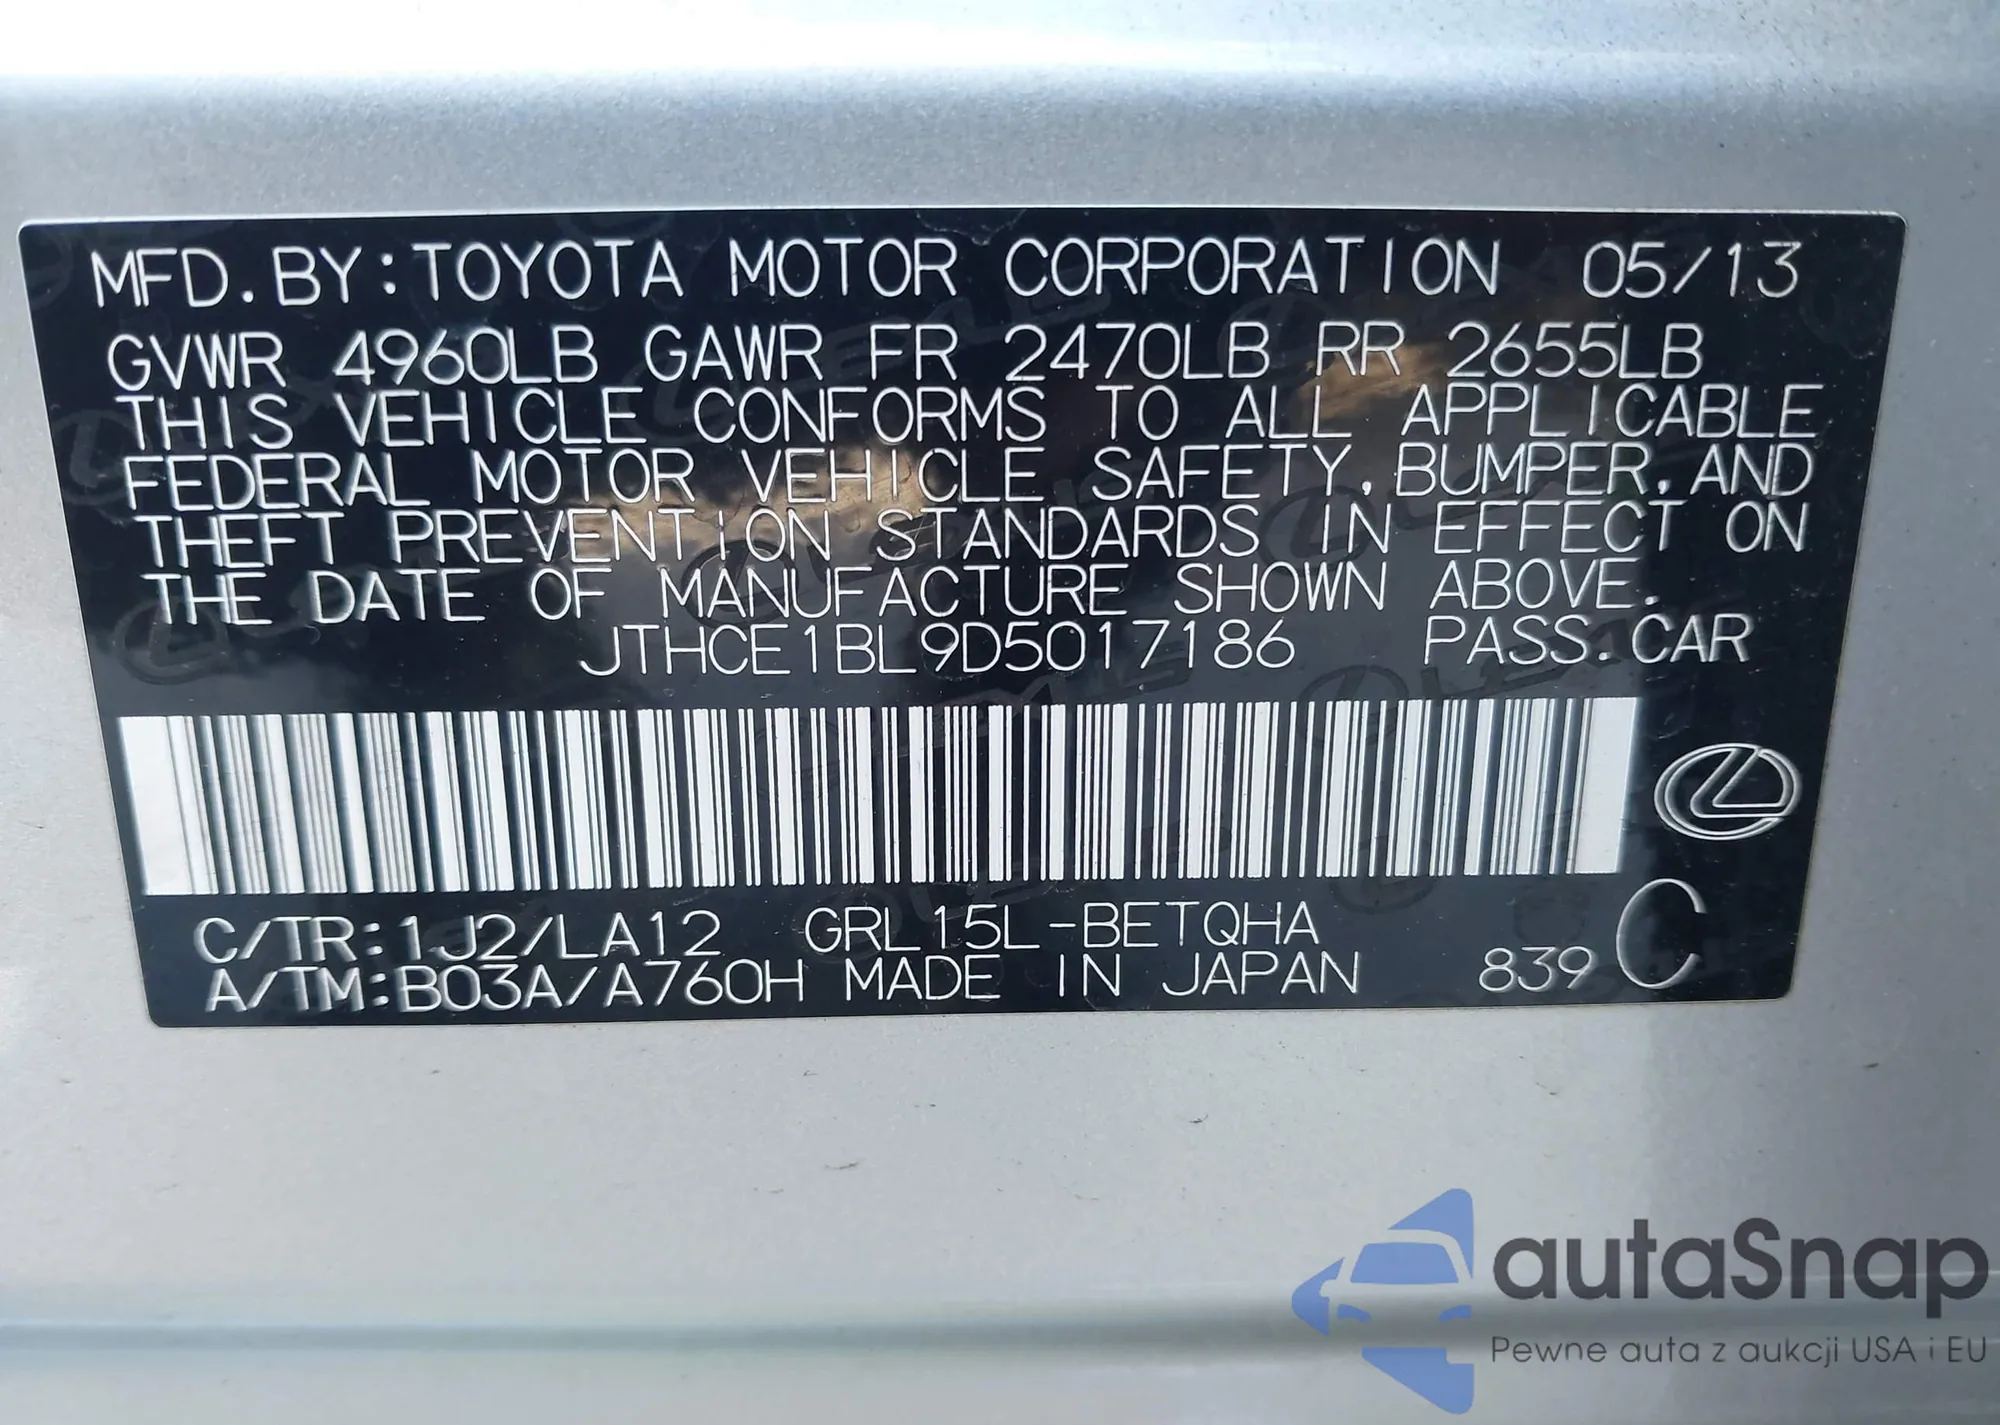 MFD.BY:TOYOTA MOTOR CORPORATION 05/13
GVWR 4960LB GAWR FR 2470LB RR 2655LB
THIS VEHICLE CONFORMS TO ALL APPLICABLE
FEDERAL MOTOR VEHICLE SAFETY,BUMPER,AND
THEFT PREVENTION STANDARDS IN EFFECT ON
THE DATE OF MANUFACTURE SHOWN ABOVE.
JTHCE1BL9D5017186 PASS.CAR
C/TR:1J2/LA12 GRL15L-BETQHA
A/TM:B03A/A760H MADE IN JAPAN 839 C
autaSnap
Pewne auta z aukcji USA i EU